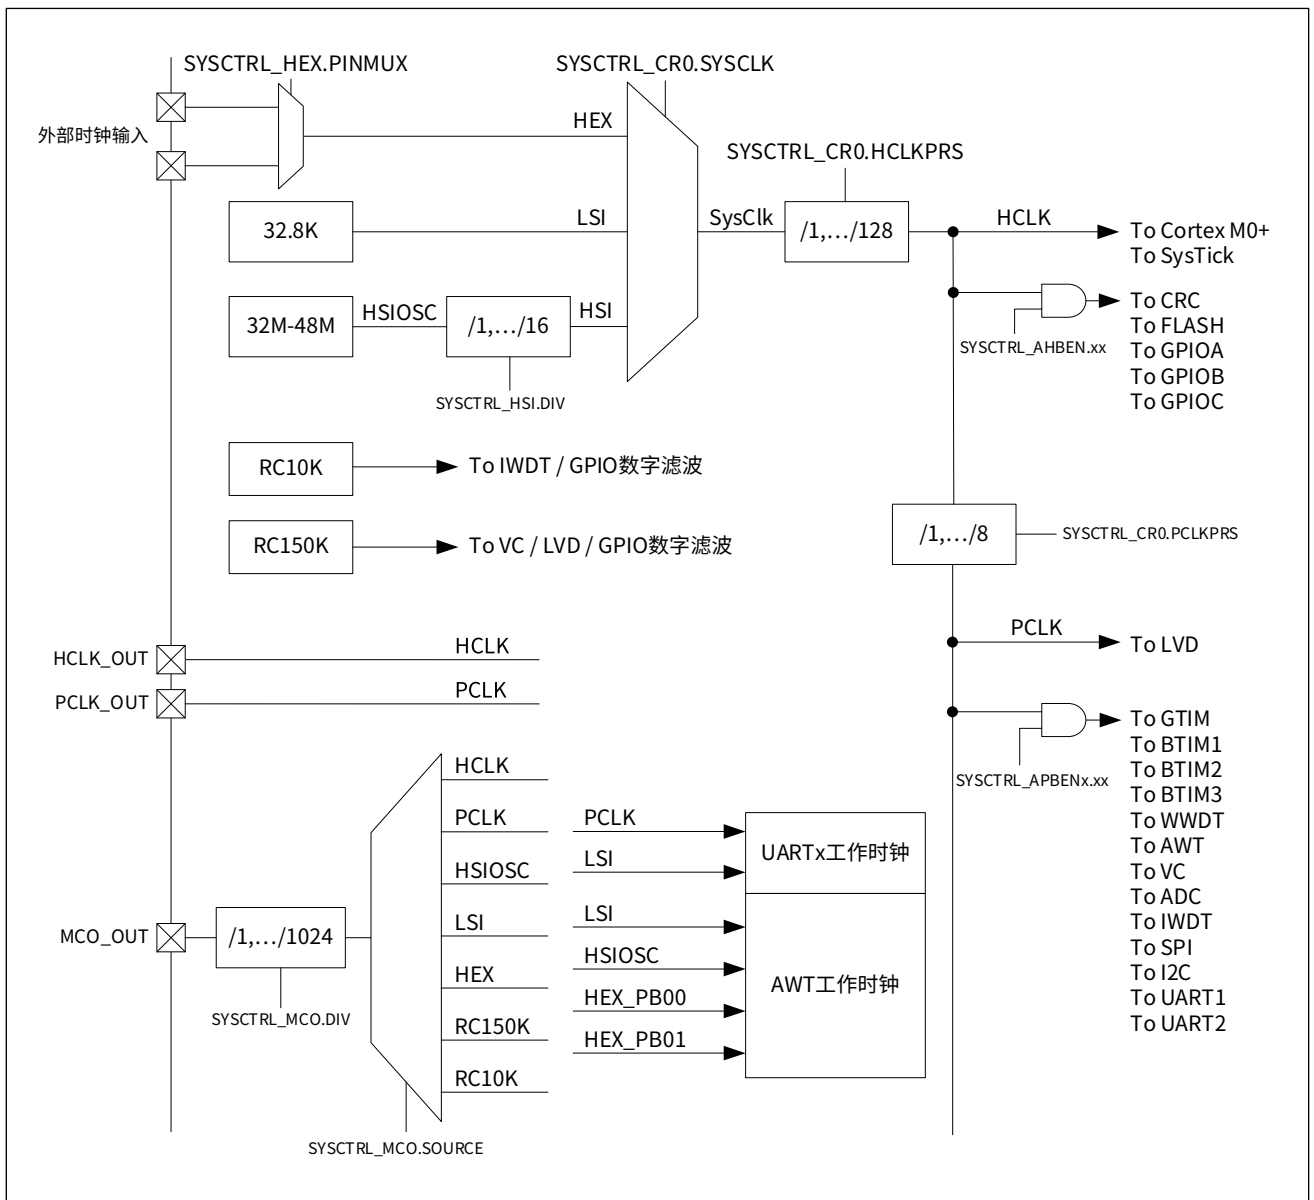 SYSCTRL_HEX.PINMUX
SYSCTRL_CR0.SYSCLK
外部时钟输入
HEX
SYSCTRL_CR0.HCLKPRS
32.8K
LSI
SysClk
/1,.../128
HCLK
To Cortex M0+
To SysTick
32M-48M
HSIOSC
/1,.../16
HSI
SYSCTRL_HSI.DIV
SYSCTRL_AHBEN.xx
To CRC
To FLASH
To GPIOA
To GPIOB
To GPIOC
RC10K
To IWDT / GPIO数字滤波
RC150K
To VC / LVD / GPIO数字滤波
/1,.../8
SYSCTRL_CR0.PCLKPRS
HCLK_OUT
HCLK
PCLK_OUT
PCLK
PCLK
To LVD
SYSCTRL_APBENx.xx
To GTIM
To BTIM1
To BTIM2
To BTIM3
To WWDT
To AWT
To VC
To ADC
To IWDT
To SPI
To I2C
To UART1
To UART2
MCO_OUT
/1,.../1024
SYSCTRL_MCO.DIV
HCLK
PCLK
HSIOSC
LSI
HEX
RC150K
RC10K
SYSCTRL_MCO.SOURCE
PCLK
LSI
UARTx工作时钟
LSI
HSIOSC
HEX_PB00
HEX_PB01
AWT工作时钟